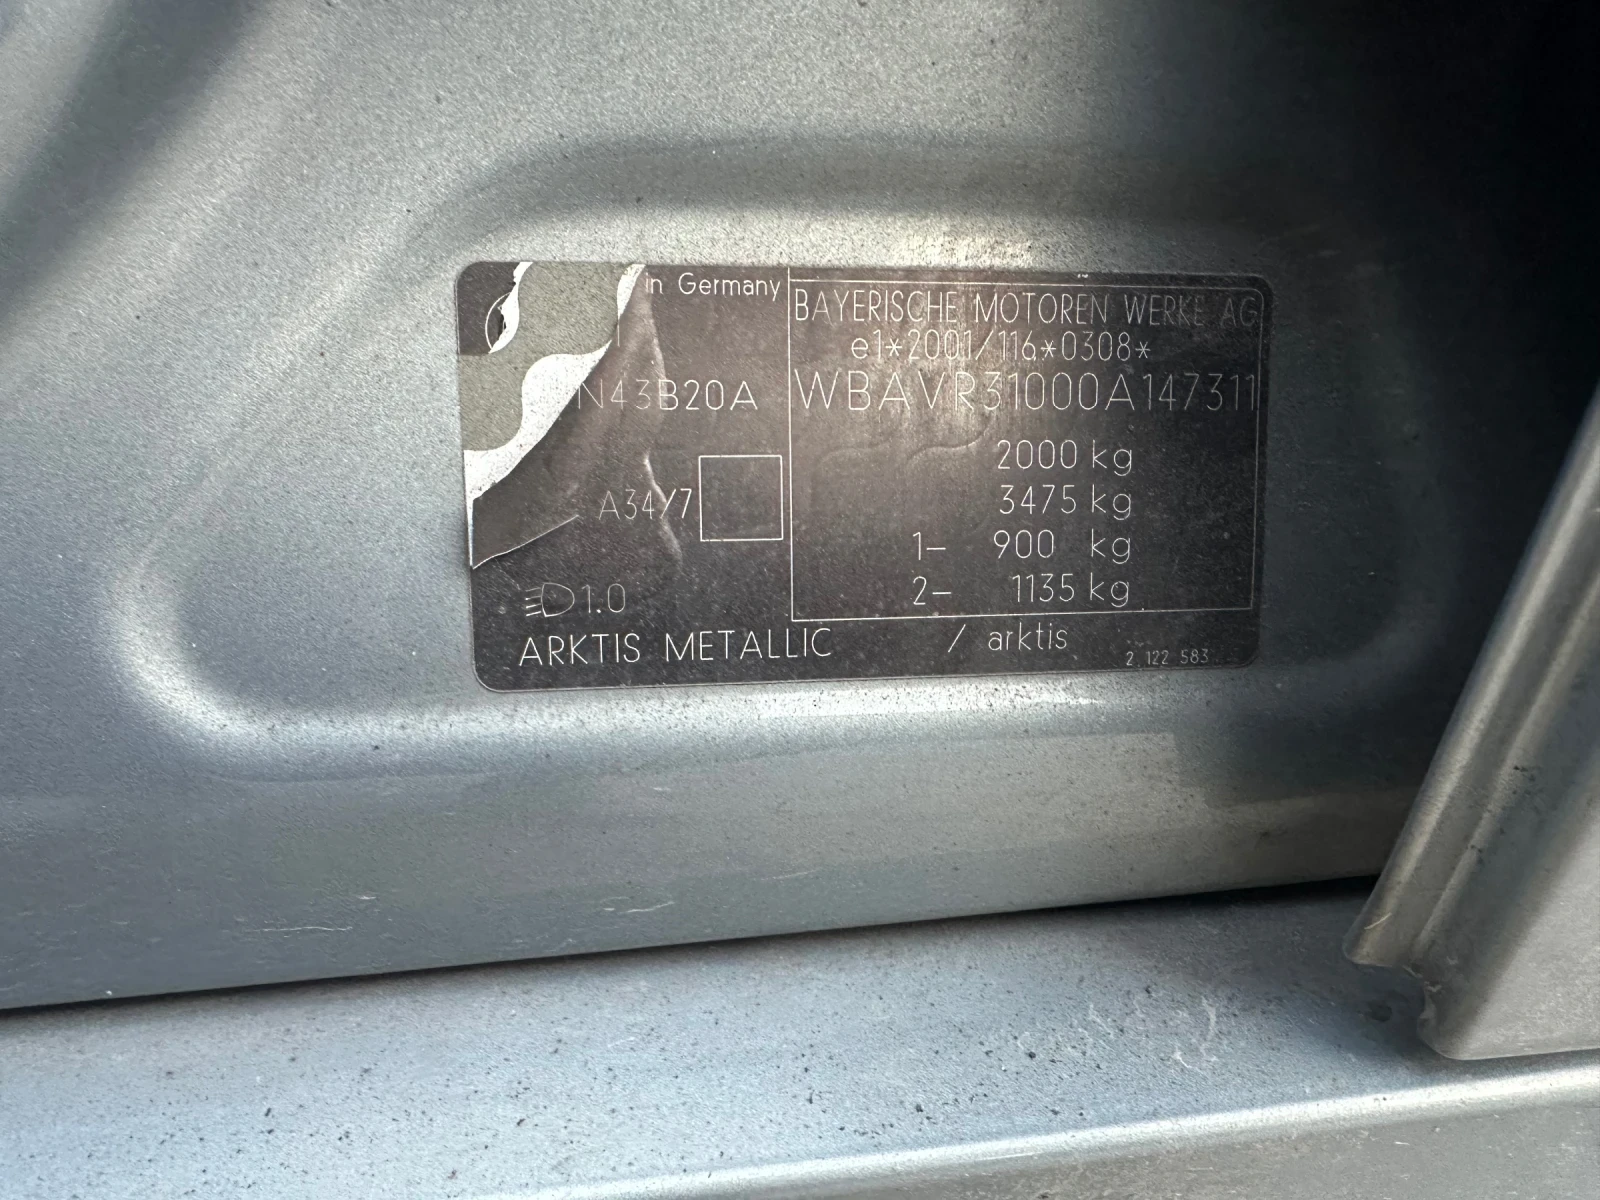 in Germany
BAYERISCHE MOTOREN WERKE AG
e1*2001/116*0308*
N43B20A
WBAVR31000A147311
2000 kg
A34/7
3475 kg
1- 900 kg
2- 1135 kg
1.0
ARKTIS METALLIC / arktis
2 122 583